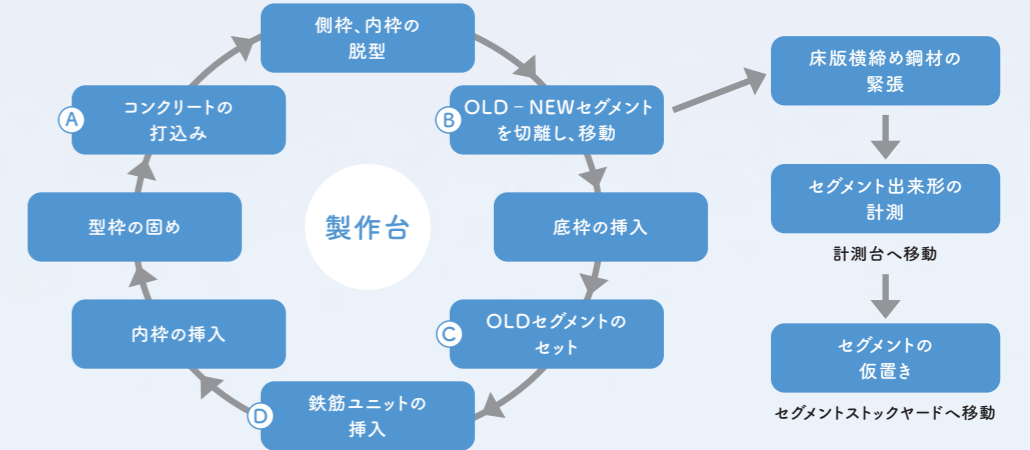 側枠、内枠の
脱型
A
コンクリートの
打込み
B
OLD－NEWセグメント
を切離し、移動
型枠の固め
製作台
底枠の挿入
内枠の挿入
C
OLDセグメントの
セット
D
鉄筋ユニットの
挿入
床版横締め鋼材の
緊張
セグメント出来形の
計測
計測台へ移動
セグメントの
仮置き
セグメントストックヤードへ移動